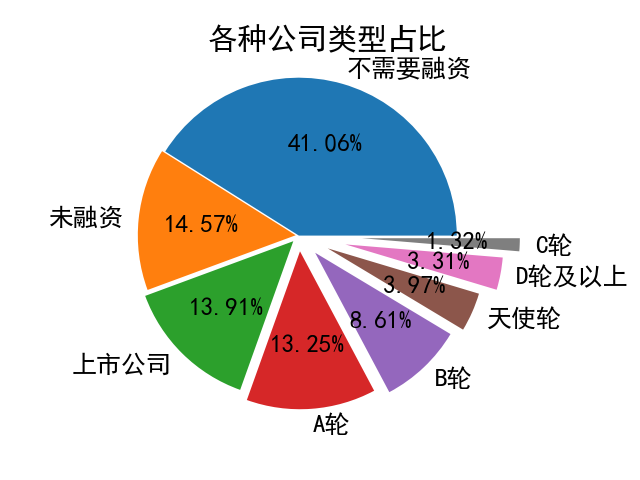 各种公司类型占比
不需要融资
41.06%
未融资
14.57%
上市公司
13.91%
A轮
13.25%
B轮
8.61%
天使轮
3.97%
D轮及以上
3.31%
C轮
1.32%